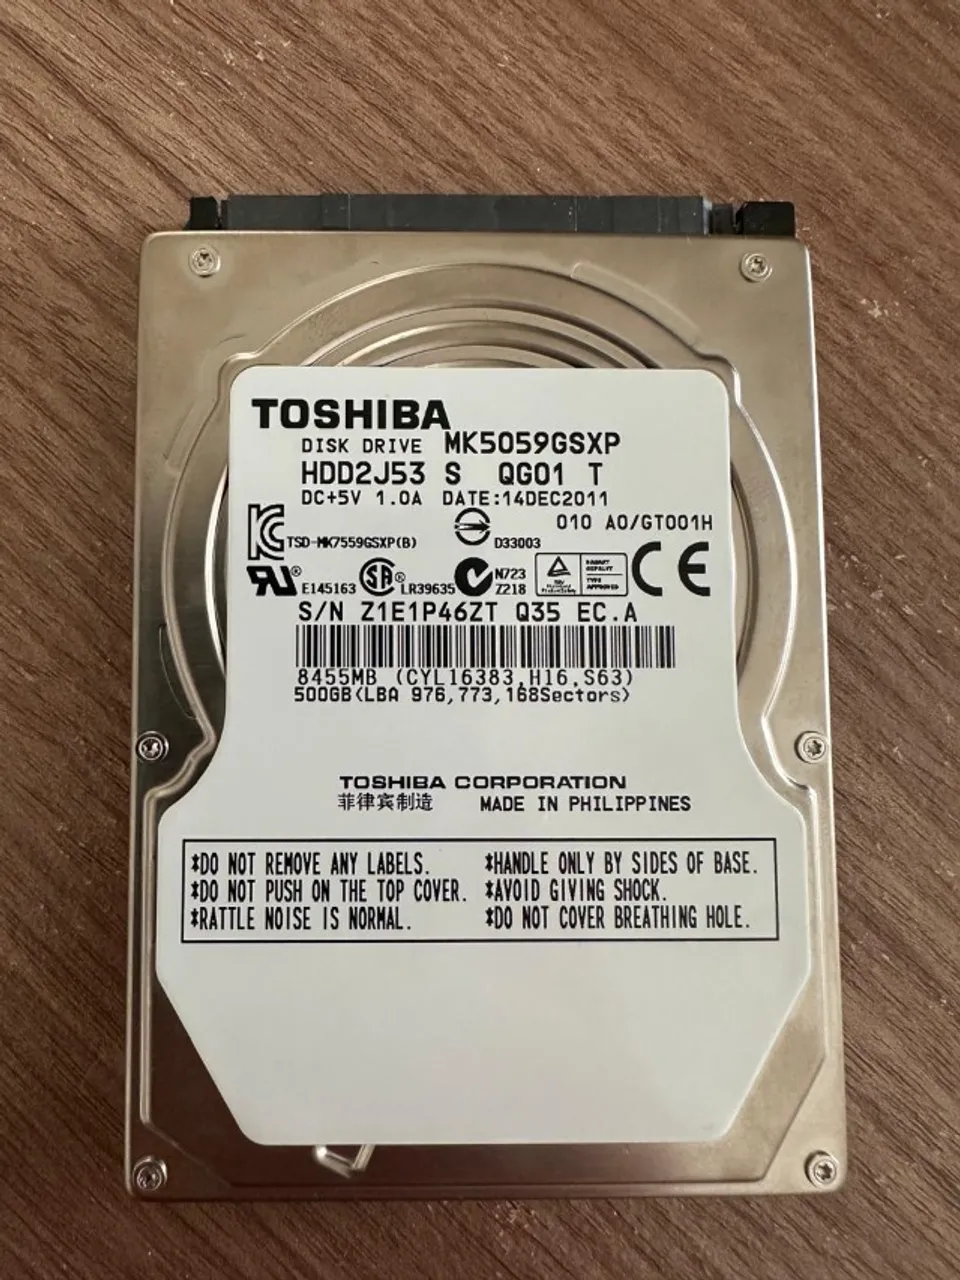 TOSHIBA
DISK DRIVE MK5059GSXP
HDD2J53 S QG01 T
DC+5V 1.0A DATE:14DEC2011
010 A0/GT001H
TSD-MK7559GSXP(B) D33003
E145163 LR39635 N723
Z218
S/N Z1E1P46ZT Q35 EC.A
8455MB (CYL16383,H16,S63)
500GB(LBA 976,773,168Sectors)
TOSHIBA CORPORATION
菲律宾制造 MADE IN PHILIPPINES
*DO NOT REMOVE ANY LABELS. *HANDLE ONLY BY SIDES OF BASE.
*DO NOT PUSH ON THE TOP COVER. *AVOID GIVING SHOCK.
*RATTLE NOISE IS NORMAL. *DO NOT COVER BREATHING HOLE.